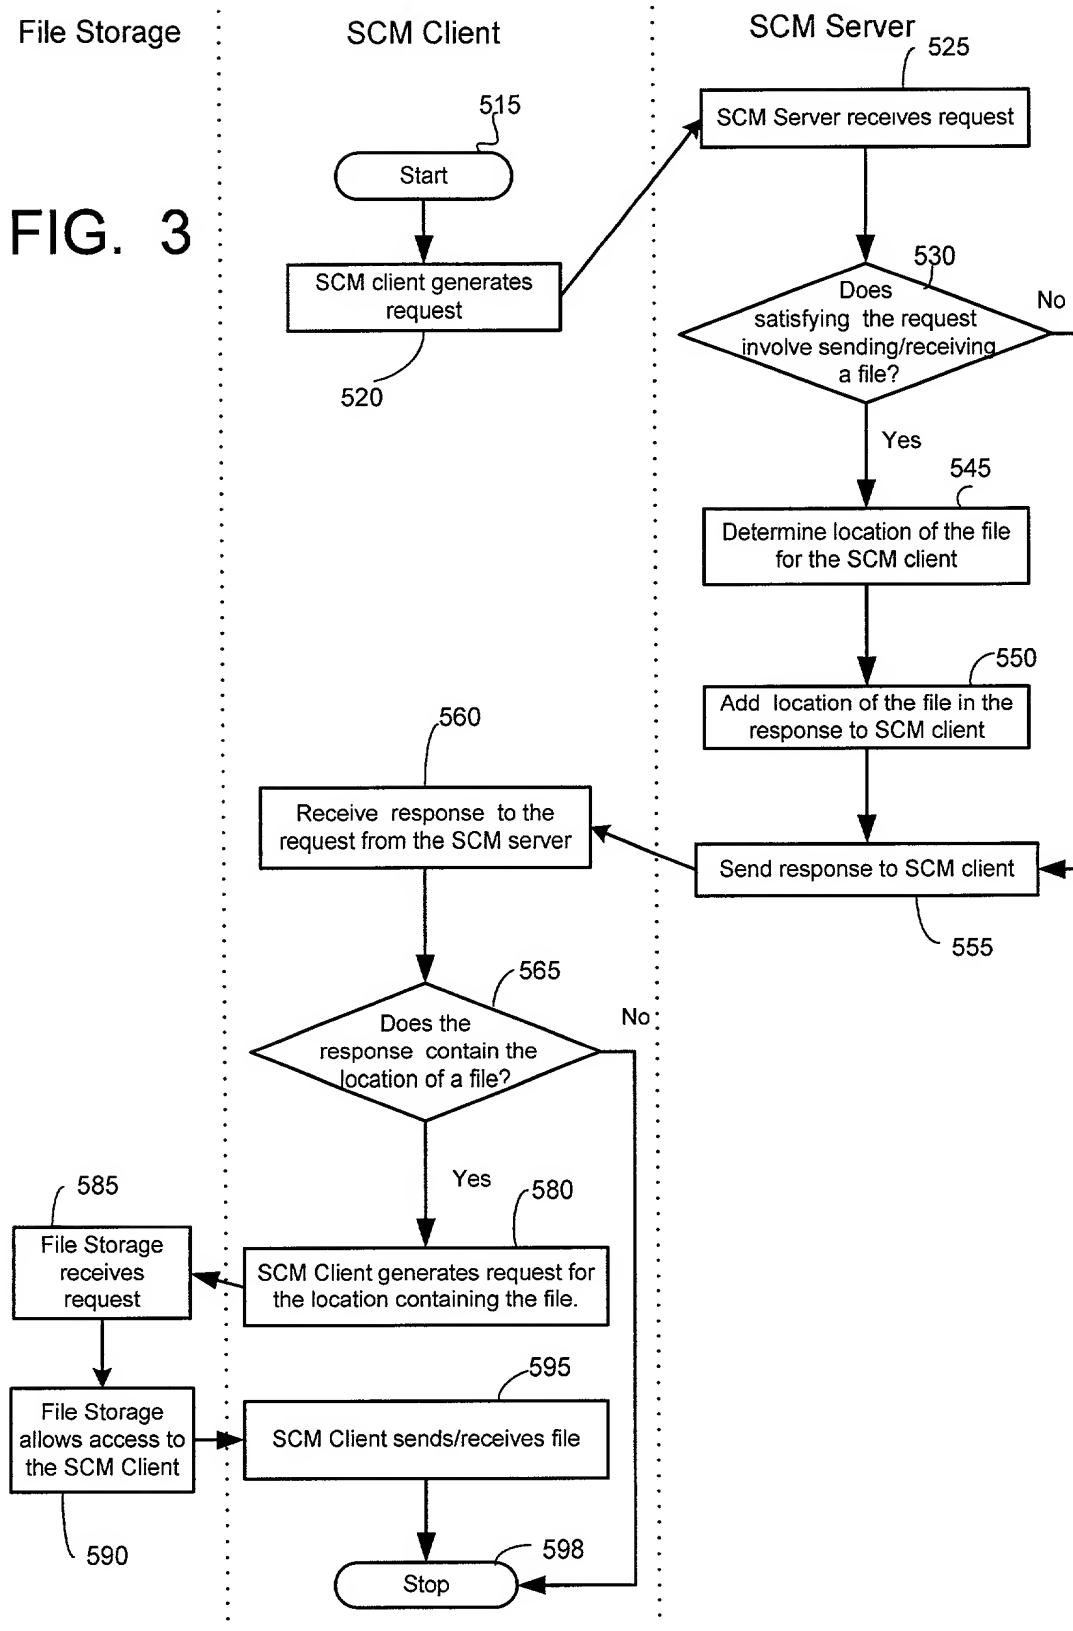 File Storage
SCM Client
SCM Server
525
515
SCM Server receives request
Start
FIG. 3
530
SCM client generates
request
Does
satisfying the request
involve sending/receiving
a file?
No
520
Yes
545
Determine location of the file
for the SCM client
550
Add location of the file in the
response to SCM client
560
Receive response to the
request from the SCM server
Send response to SCM client
555
565
Does the
response contain the
location of a file?
No
Yes
585
580
File Storage
receives
request
SCM Client generates request for
the location containing the file.
595
File Storage
allows access to
the SCM Client
SCM Client sends/receives file
590
598
Stop